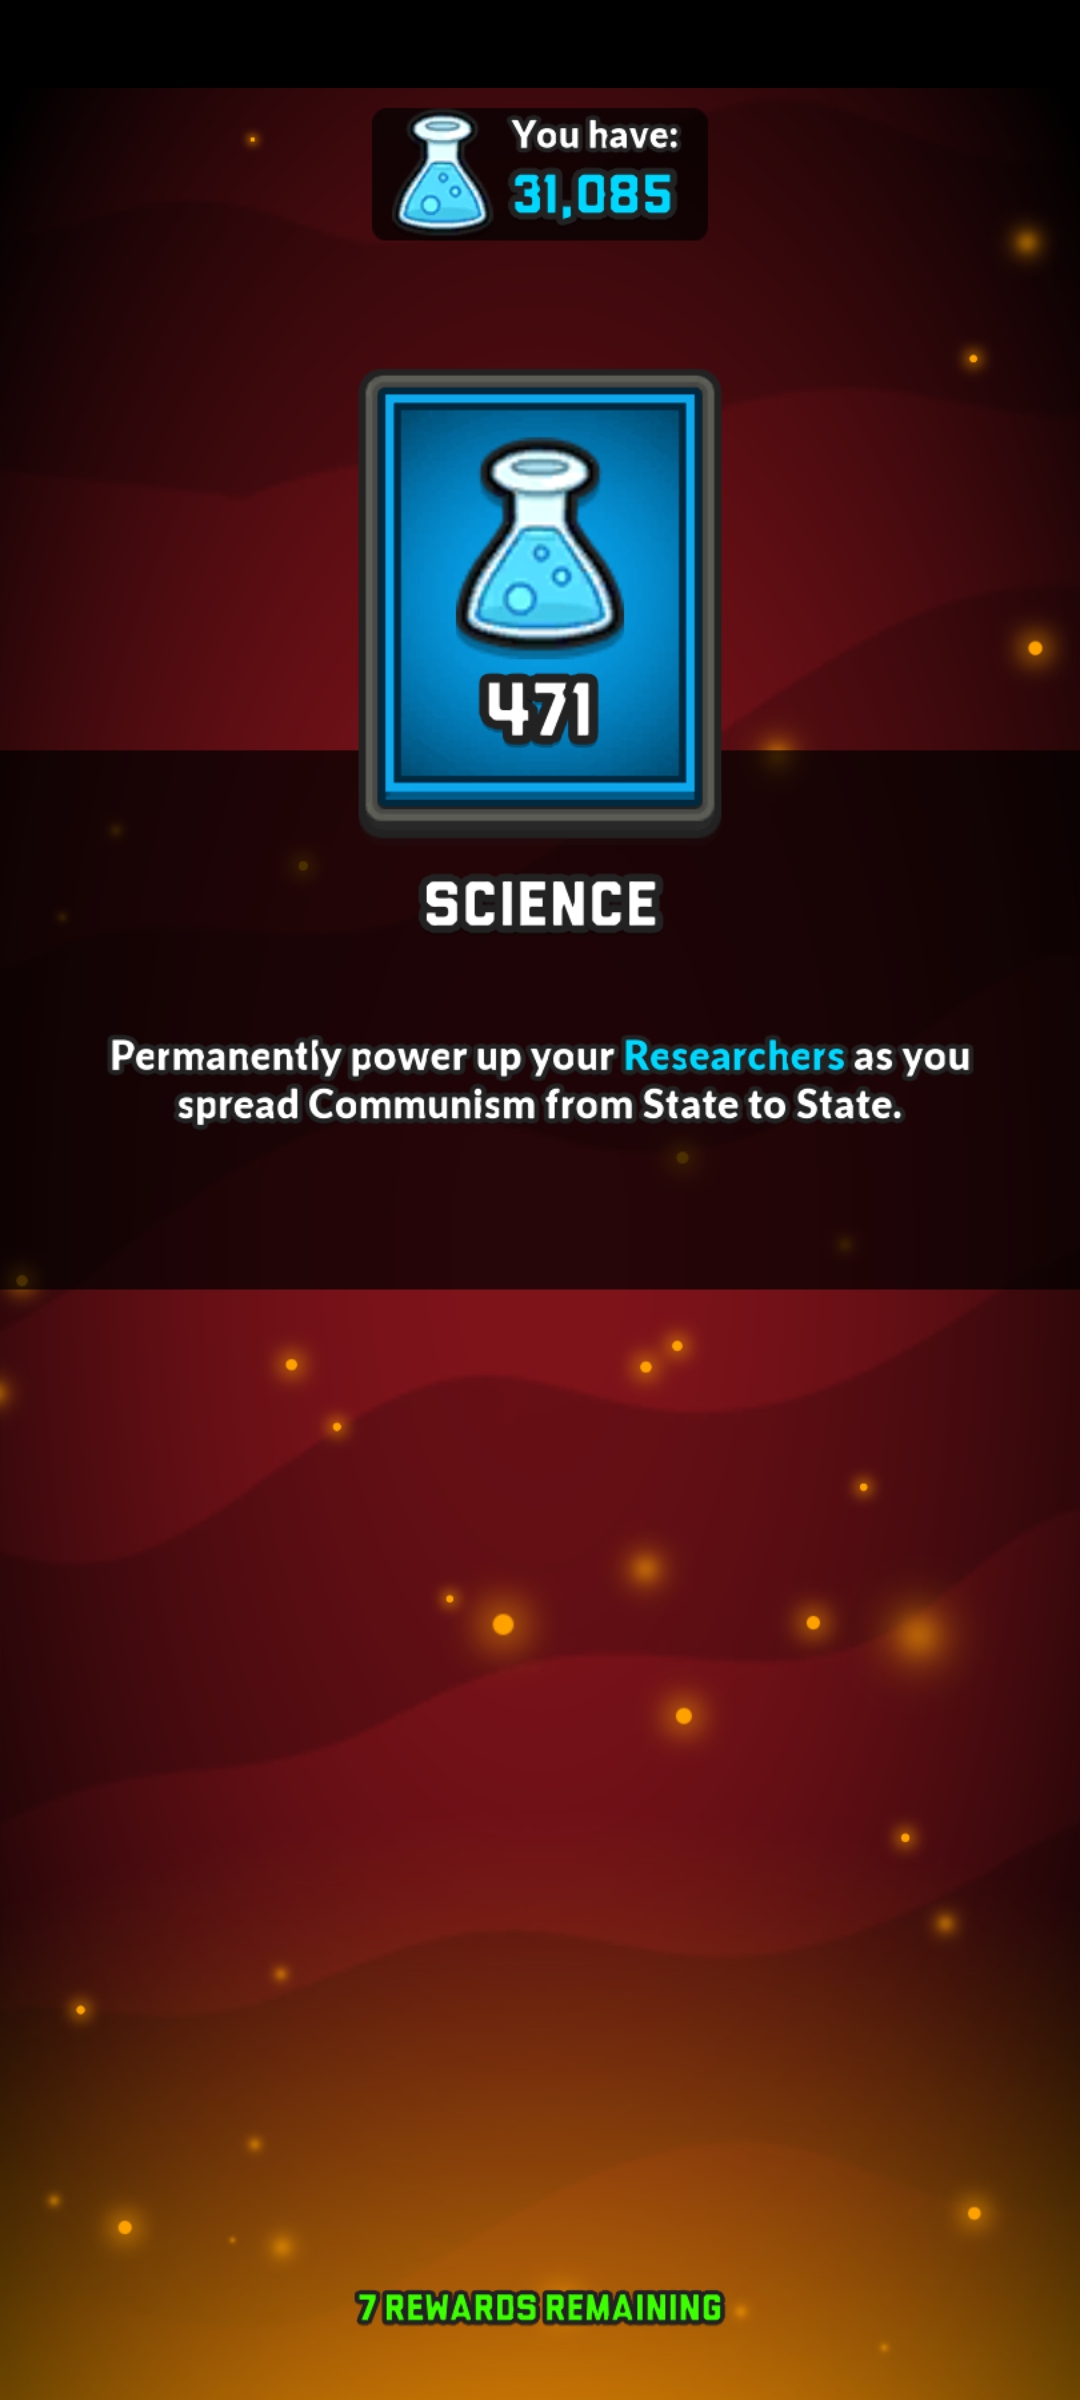 You have:
31,085
471
SCIENCE
Permanently power up your Researchers as you
spread Communism from State to State.
7 REWARDS REMAINING